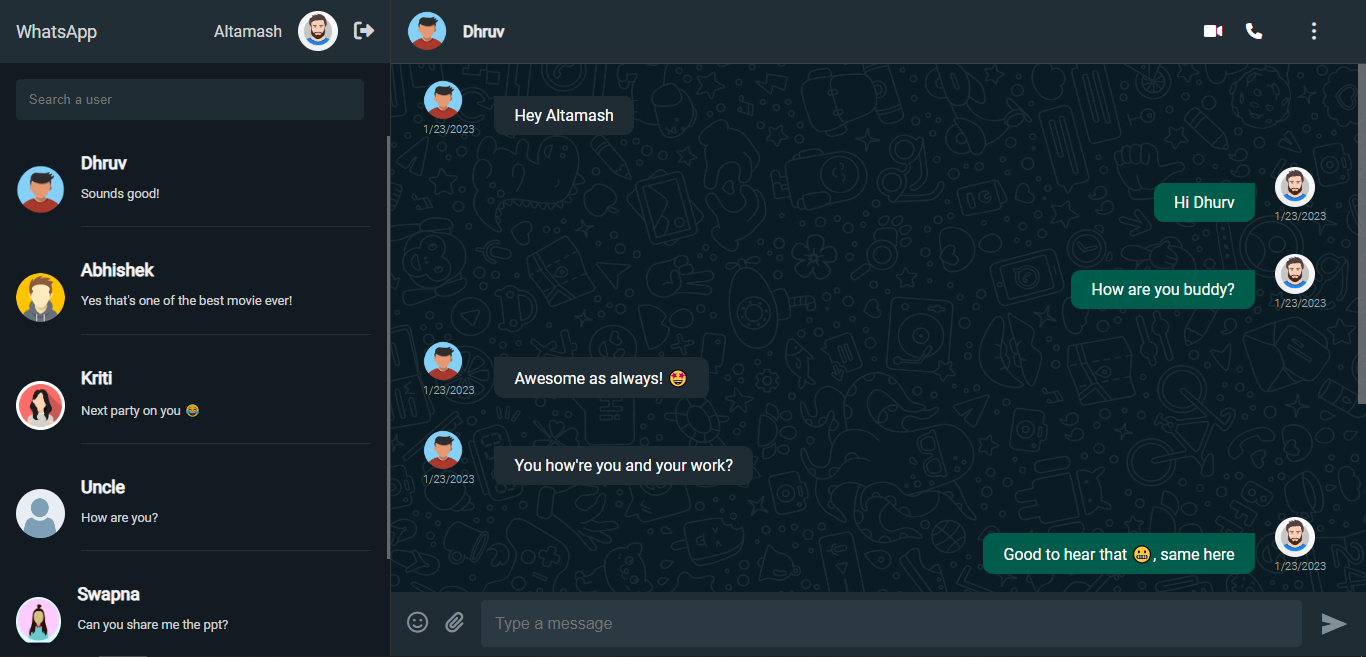 WhatsApp
Altamash
Search a user
Dhruv
Sounds good!
Abhishek
Yes that's one of the best movie ever!
Kriti
Next party on you 😂
Uncle
How are you?
Swapna
Can you share me the ppt?
Dhruv
Hey Altamash
1/23/2023
Hi Dhurv
1/23/2023
How are you buddy?
1/23/2023
Awesome as always! 🤩
1/23/2023
You how're you and your work?
1/23/2023
Good to hear that 😀, same here
1/23/2023
Type a message